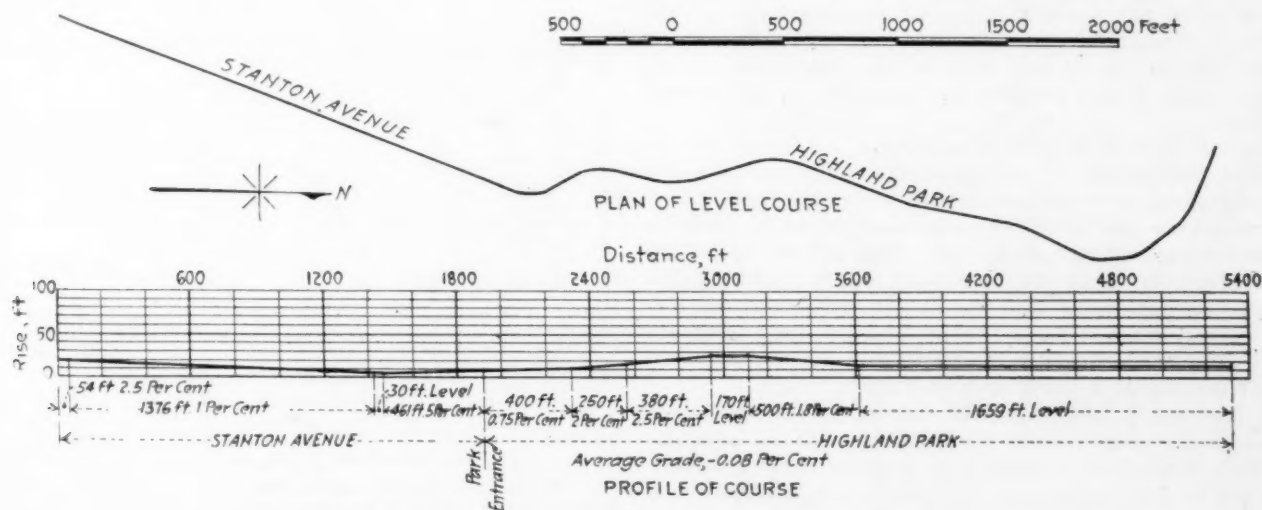 500 0 500 1000 1500 2000 Feet
STANTON AVENUE
HIGHLAND PARK
N
PLAN OF LEVEL COURSE
Distance, ft
600 1200 1800 2400 3000 3600 4200 4800 5400
100
50
0
Rise, ft
54 ft 2.5 Per Cent
1376 ft. 1 Per Cent
30 ft. Level
461 ft. .5 Per Cent
400 ft.
0.75 Per Cent
250 ft
2 Per Cent
380 ft.
2.5 Per Cent
170 ft
Level
500 ft. 1.8 Per Cent
1659 ft. Level
STANTON AVENUE
HIGHLAND PARK
Park
Entrance
Average Grade, -0.08 Per Cent
PROFILE OF COURSE